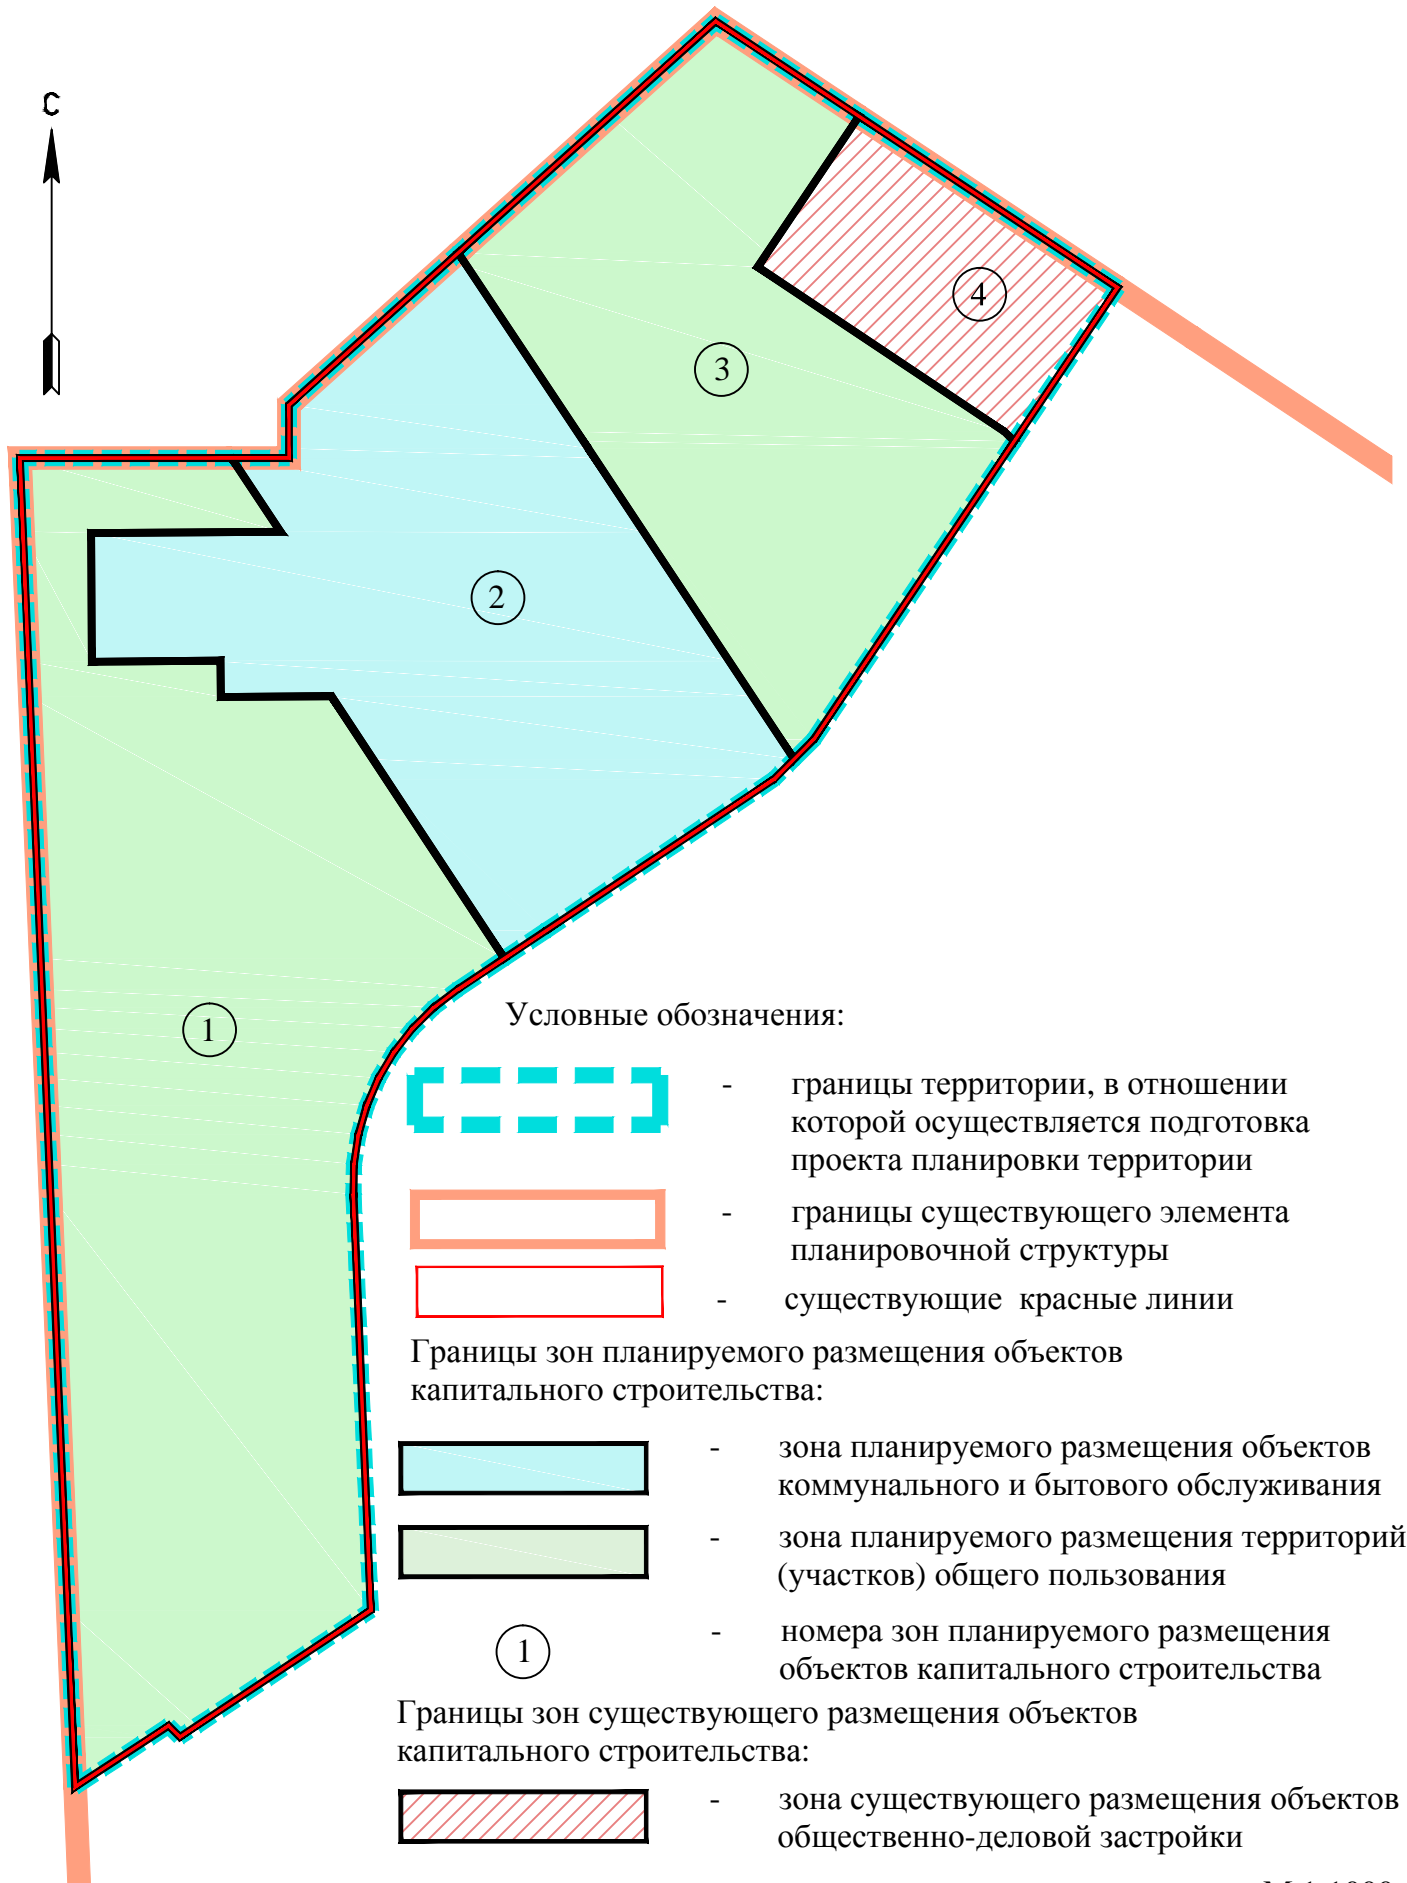 С
4
3
2
1
Условные обозначения:
- границы территории, в отношении
которой осуществляется подготовка
проекта планировки территории
- границы существующего элемента
планировочной структуры
- существующие красные линии
Границы зон планируемого размещения объектов
капитального строительства:
- зона планируемого размещения объектов
коммунального и бытового обслуживания
- зона планируемого размещения территорий
(участков) общего пользования
1 - номера зон планируемого размещения
объектов капитального строительства
Границы зон существующего размещения объектов
капитального строительства:
- зона существующего размещения объектов
общественно-деловой застройки